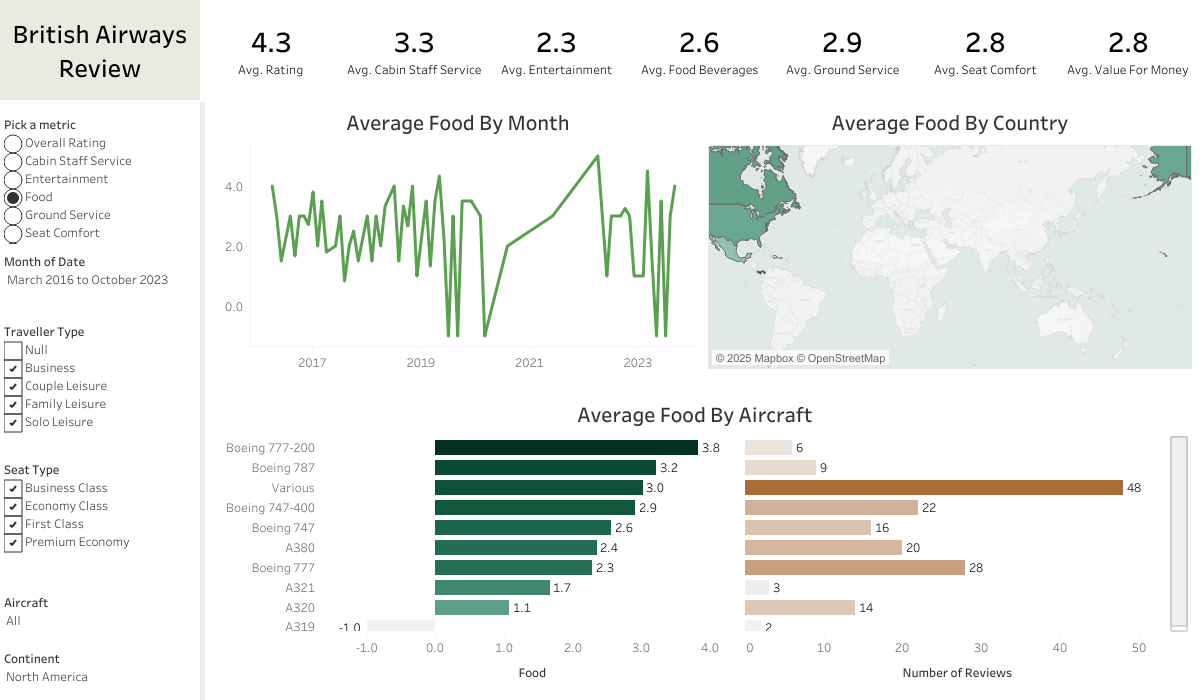 British Airways
Review
4.3
Avg. Rating
3.3
Avg. Cabin Staff Service
2.3
Avg. Entertainment
2.6
Avg. Food Beverages
2.9
Avg. Ground Service
2.8
Avg. Seat Comfort
2.8
Avg. Value For Money
Pick a metric
Overall Rating
Cabin Staff Service
Entertainment
Food
Ground Service
Seat Comfort
Month of Date
March 2016 to October 2023
Traveller Type
Null
Business
Couple Leisure
Family Leisure
Solo Leisure
Seat Type
Business Class
Economy Class
First Class
Premium Economy
Aircraft
All
Continent
North America
Average Food By Month
4.0
2.0
0.0
2017 2019 2021 2023
Average Food By Country
© 2025 Mapbox © OpenStreetMap
Average Food By Aircraft
Boeing 777-200 3.8 6
Boeing 787 3.2 9
Various 3.0 48
Boeing 747-400 2.9 22
Boeing 747 2.6 16
A380 2.4 20
Boeing 777 2.3 28
A321 1.7 3
A320 1.1 14
A319 -1.0 2
-1.0 0.0 1.0 2.0 3.0 4.0 0 10 20 30 40 50
Food Number of Reviews